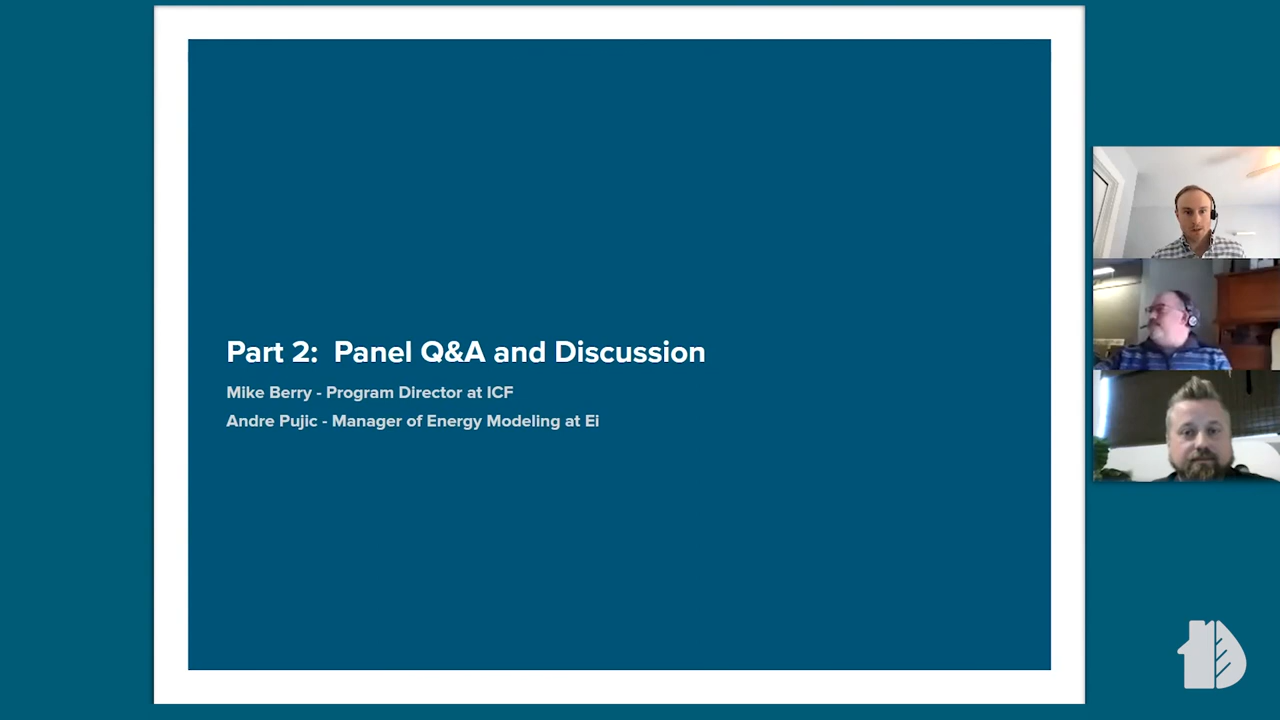 Part 2: Panel Q&A and Discussion
Mike Berry - Program Director at ICF
Andre Pujic - Manager of Energy Modeling at Ei